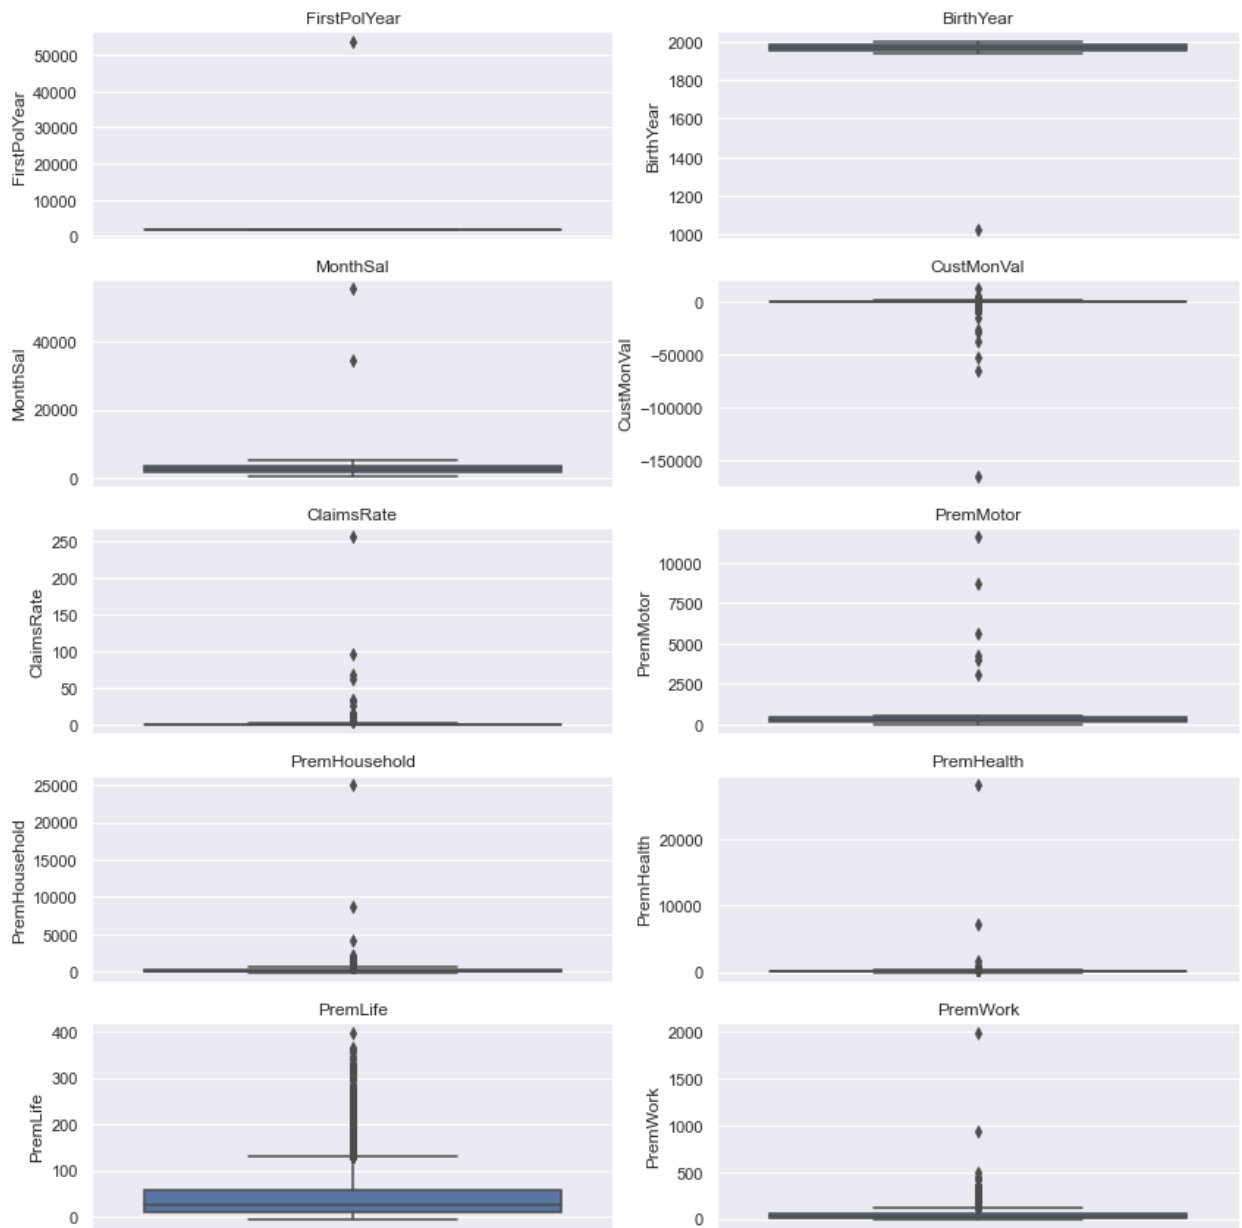 FirstPolYear
50000
40000
30000
20000
10000
0
FirstPolYear
BirthYear
2000
1800
1600
1400
1200
1000
BirthYear
MonthSal
40000
20000
0
MonthSal
CustMonVal
0
−50000
−100000
−150000
CustMonVal
ClaimsRate
250
200
150
100
50
0
ClaimsRate
PremMotor
10000
7500
5000
2500
0
PremMotor
PremHousehold
25000
20000
15000
10000
5000
0
PremHousehold
PremHealth
20000
10000
0
PremHealth
PremLife
400
300
200
100
0
PremLife
PremWork
2000
1500
1000
500
0
PremWork